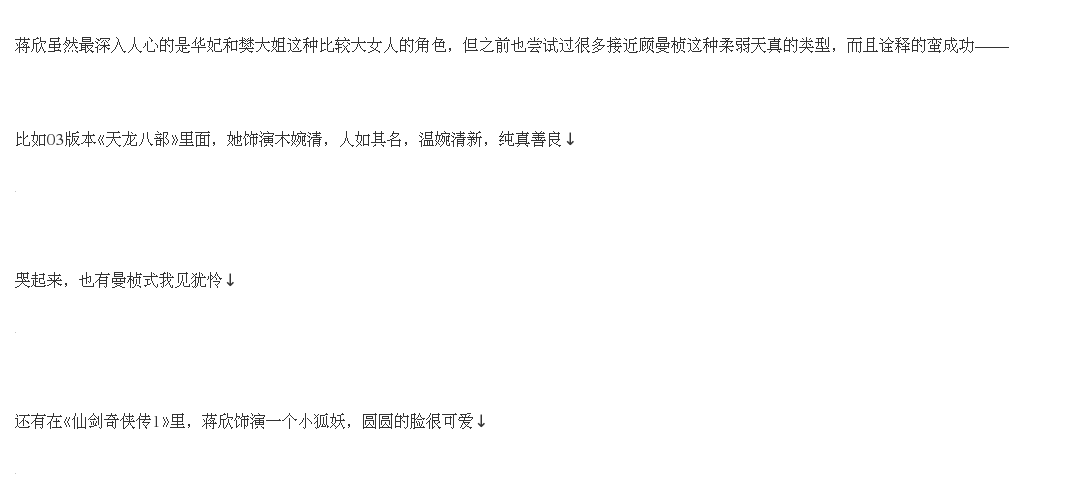 蒋欣虽然最深入人心的是华妃和樊大姐这种比较大女人的角色，但之前也尝试过很多接近顾曼桢这种柔弱天真的类型，而且诠释的蛮成功——
比如03版本《天龙八部》里面，她饰演木婉清，人如其名，温婉清新，纯真善良↓
哭起来，也有曼桢式我见犹怜↓
还有在《仙剑奇侠传1》里，蒋欣饰演一个小狐妖，圆圆的脸很可爱↓